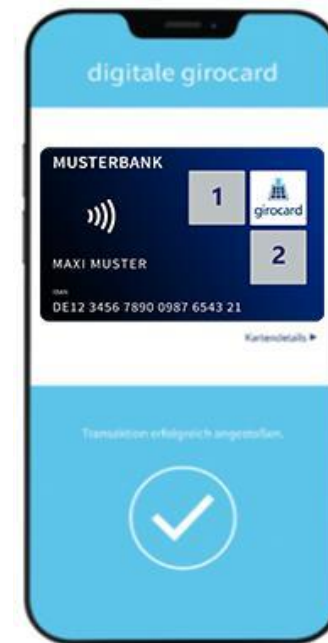 digitale girocard
MUSTERBANK
1
girocard
2
MAXI MUSTER
IBAN
DE12 3456 7890 0987 6543 21
Kartendetails
Transaktion erfolgreich angestoßen.